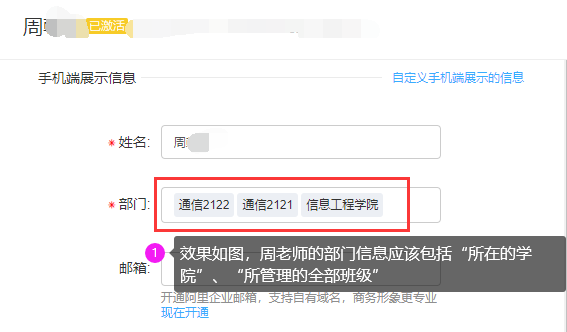 周 已激活
手机端展示信息 自定义手机端展示的信息
* 姓名: 周
* 部门: 通信2122 通信2121 信息工程学院
1 效果如图，周老师的部门信息应该包括“所在的学
邮箱: 院”、“所管理的全部班级”
开通阿里企业邮箱，支持自有域名，商务形象更专业
现在开通